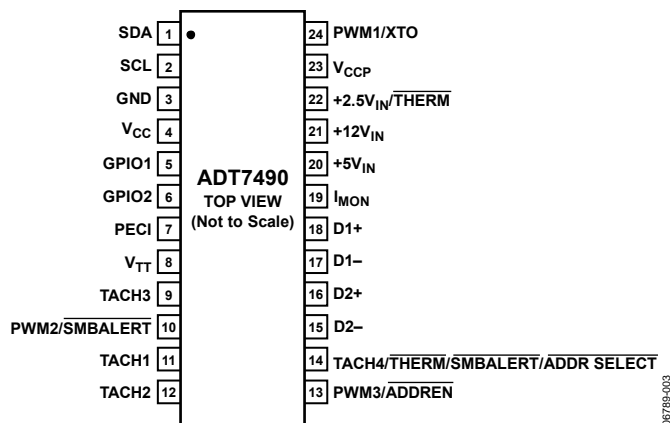 SDA 1
SCL 2
GND 3
VCC 4
GPIO1 5
GPIO2 6
PECI 7
VTT 8
TACH3 9
PWM2/SMBALERT 10
TACH1 11
TACH2 12
ADT7490
TOP VIEW
(Not to Scale)
24 PWM1/XTO
23 VCCP
22 +2.5VIN/THERM
21 +12VIN
20 +5VIN
19 IMON
18 D1+
17 D1–
16 D2+
15 D2–
14 TACH4/THERM/SMBALERT/ADDR SELECT
13 PWM3/ADDREN
06789-003